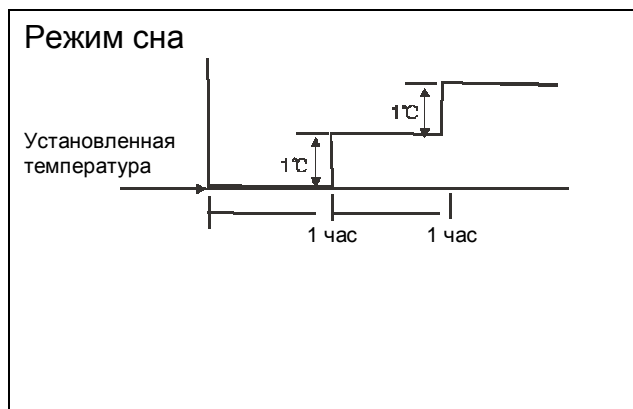 Режим сна
1℃
Установленная
температура
1℃
1 час
1 час